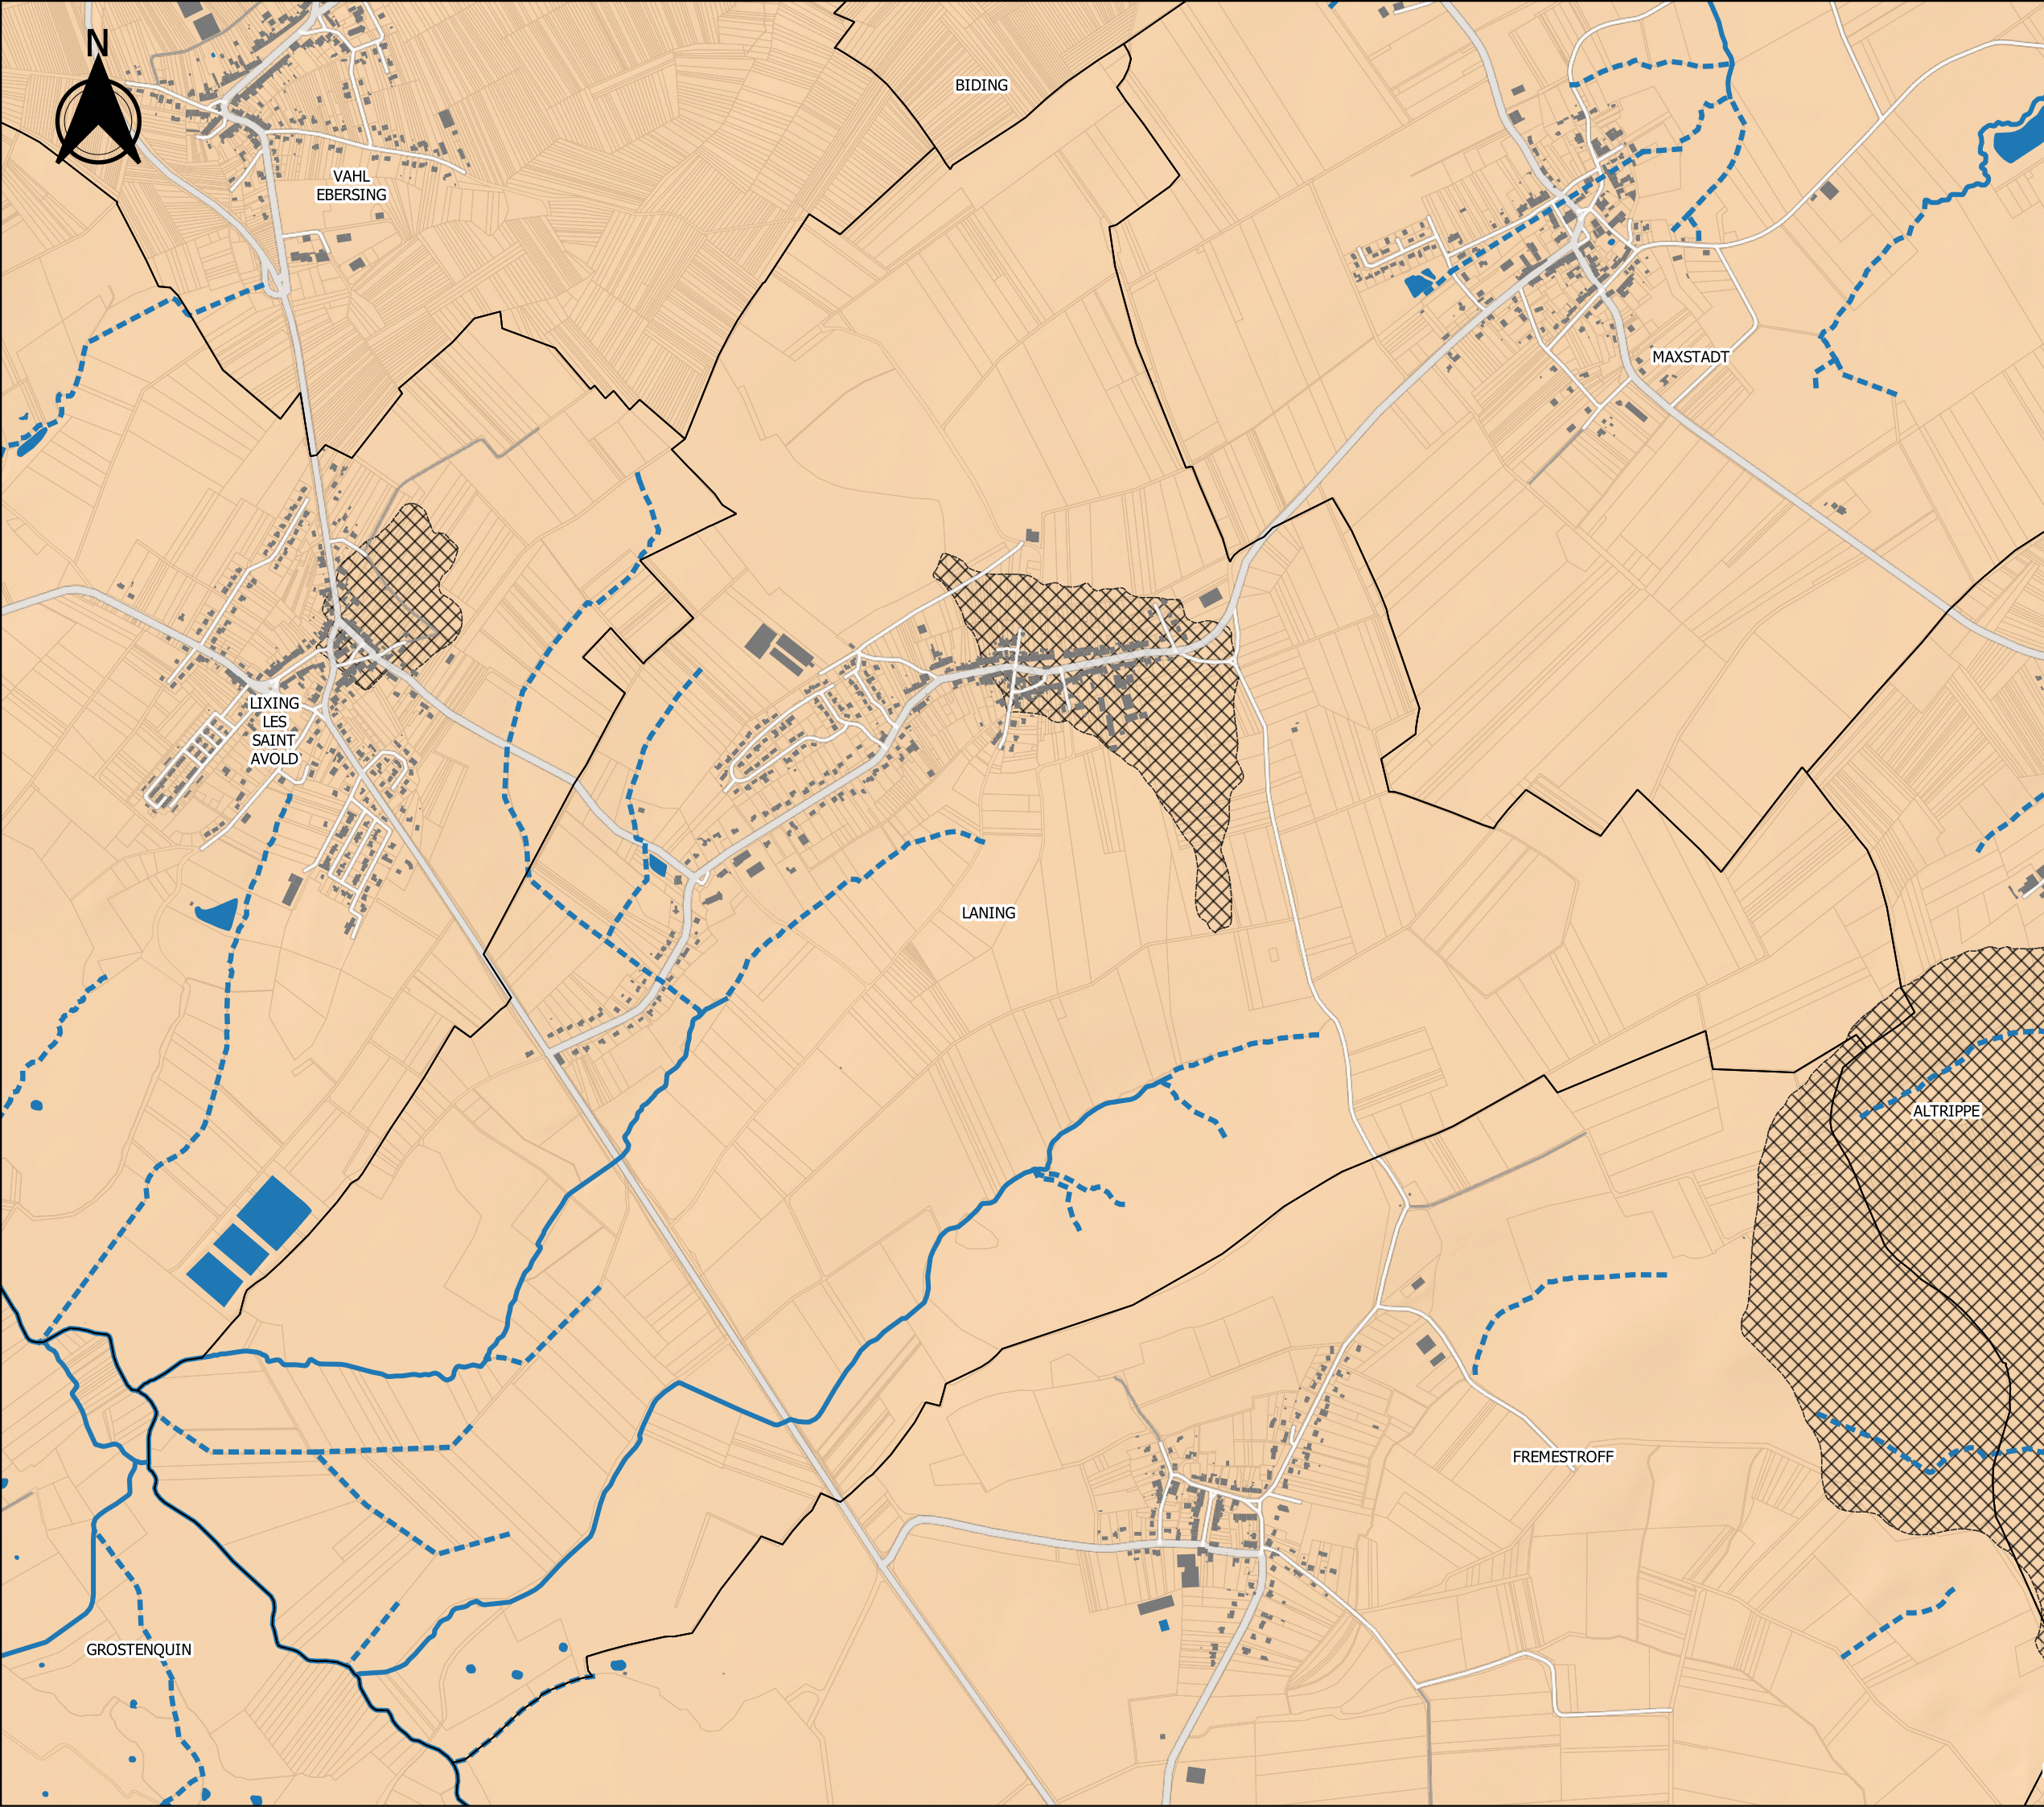 N
BIDING
VAHL
EBERSING
MAXSTADT
LIXING
LES
SAINT
AVOLD
LANING
ALTRIPPE
FREMESTROFF
GROSTENQUIN